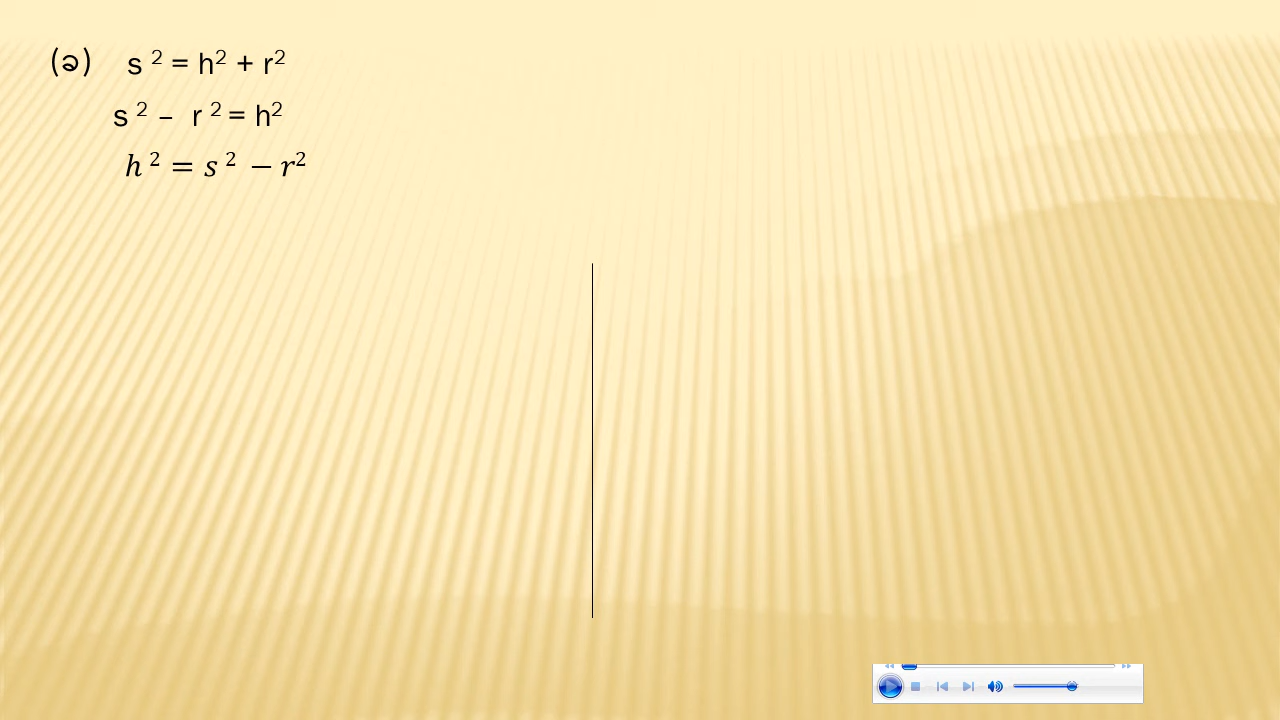 (ခ) s ² = h² + r²
s ² – r ² = h²
h ² = s ² − r²